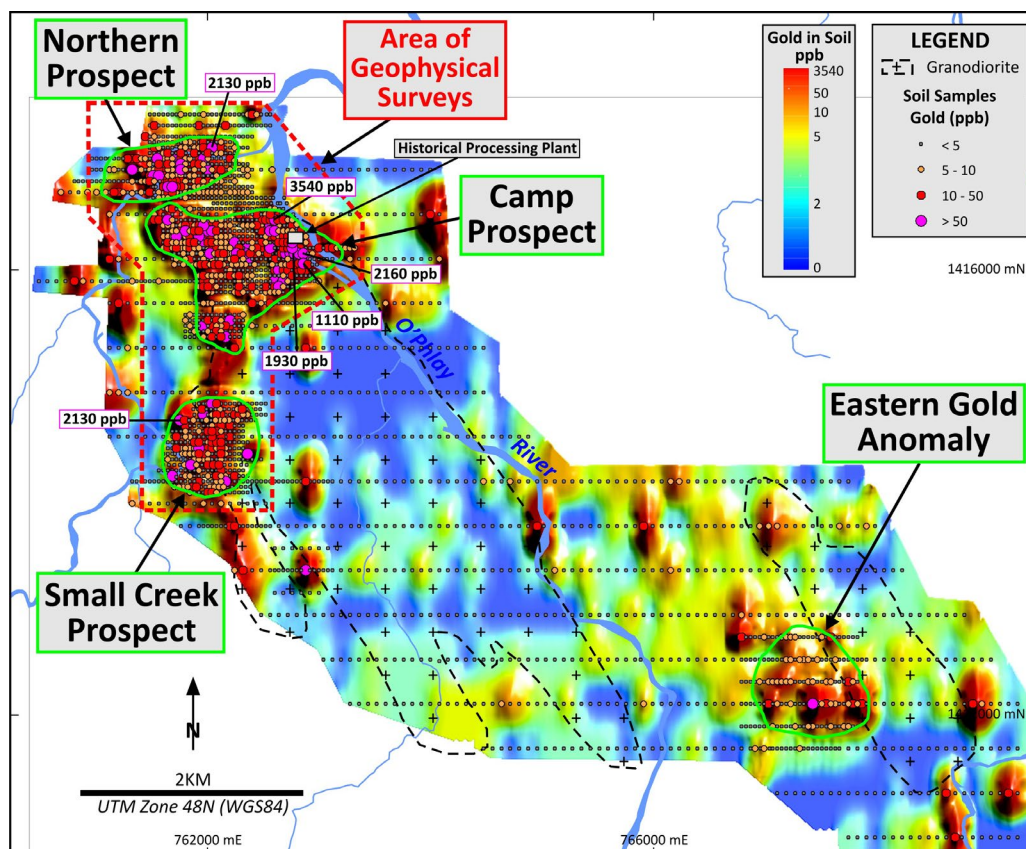 Northern
Prospect
2130 ppb
Area of
Geophysical
Surveys
Historical Processing Plant
3540 ppb
Camp
Prospect
2160 ppb
1110 ppb
1930 ppb
2130 ppb
Small Creek
Prospect
O'Phlay
River
Eastern Gold
Anomaly
Gold in Soil
ppb
3540
50
10
5
2
0
LEGEND
Granodiorite
Soil Samples
Gold (ppb)
< 5
5 - 10
10 - 50
> 50
1416000 mN
N
2KM
UTM Zone 48N (WGS84)
762000 mE
766000 mE